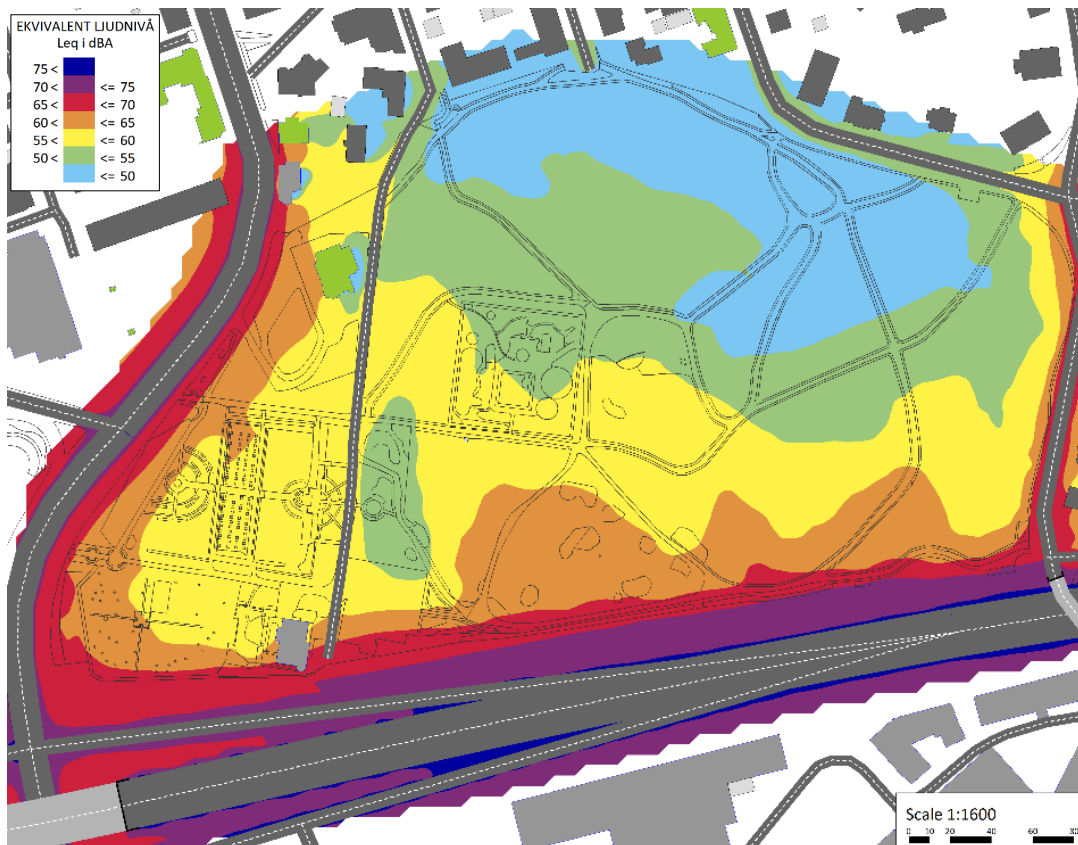 EKVIVALENT LJUDNIVÅ
Leq i dBA
75 <
70 < <= 75
65 < <= 70
60 < <= 65
55 < <= 60
50 < <= 55
<= 50
Scale 1:1600
0 10 20 40 60 80